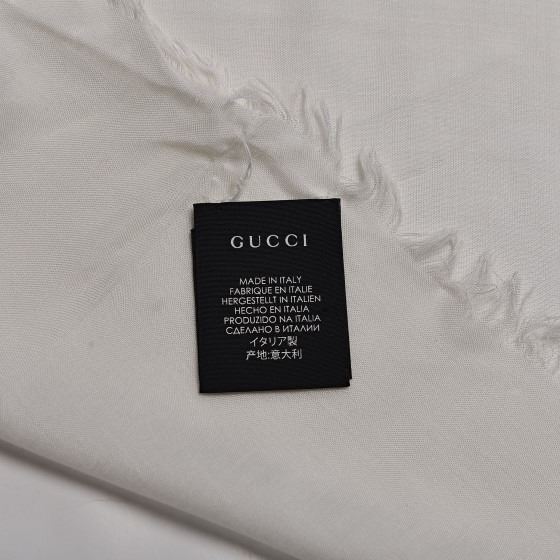 GUCCI
MADE IN ITALY
FABRIQUE EN ITALIE
HERGESTELLT IN ITALIEN
HECHO EN ITALIA
PRODUZIDO NA ITALIA
СДЕЛАНО В ИТАЛИИ
イタリア製
产地:意大利